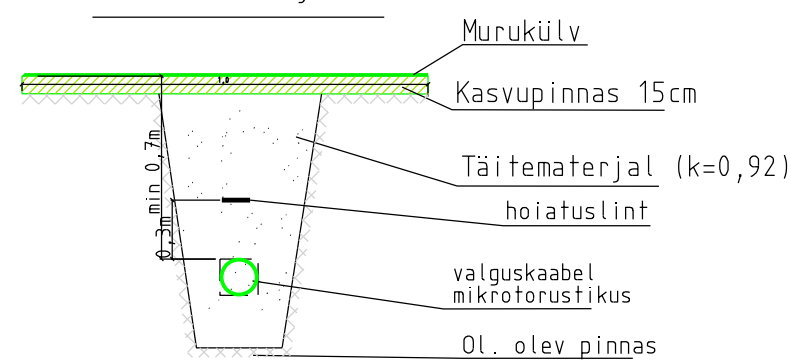 Murukülv
1,0
Kasvupinnas 15cm
min 0,7m
Täitematerjal (k=0,92)
0,3m
hoiatuslint
valguskaabel
mikrotorustikus
Ol. olev pinnas